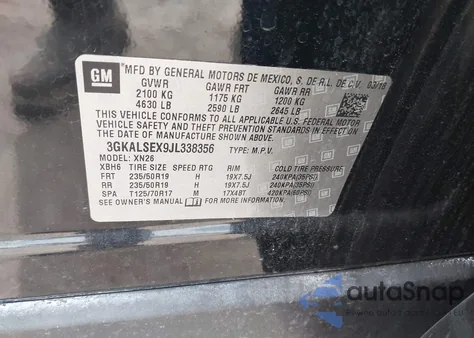 GM
MFD BY GENERAL MOTORS DE MEXICO, S. DE R.L. DE C.V. 03/18
GVWR GAWR FRT GAWR RR
2100 KG 1175 KG 1200 KG
4630 LB 2590 LB 2645 LB
THIS VEHICLE CONFORMS TO ALL APPLICABLE U.S. FEDERAL
MOTOR VEHICLE SAFETY, BUMPER, AND THEFT PREVENTION
STANDARDS IN EFFECT ON THE DATE OF MANUFACTURE SHOWN ABOVE.
3GKALSEX9JL338356 TYPE: M.P.V.
MODEL: XN26
XBH6 TIRE SIZE SPEED RTG RIM COLD TIRE PRESSURE
FRT 235/50R19 H 19X7.5J 240KPA(35PSI)
RR 235/50R19 H 19X7.5J 240KPA(35PSI)
SPA T125/70R17 M 17X4BT 420KPA(60PSI)
SEE OWNER'S MANUAL FOR MORE INFORMATION.
autoSnap